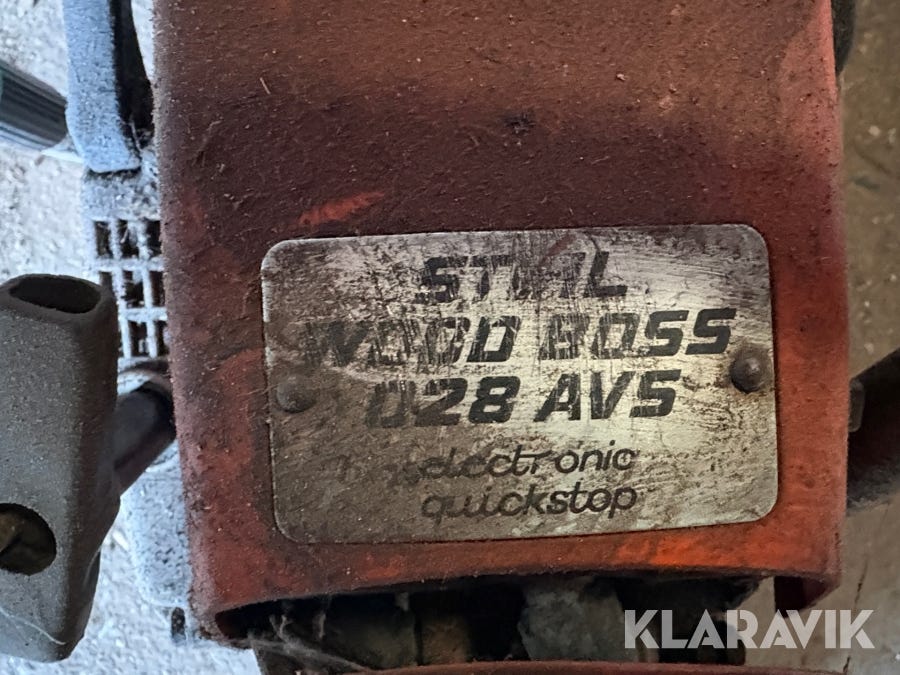 STIHL
WOOD BOSS
028 AVS
electronic
quickstop
KLARAVIK